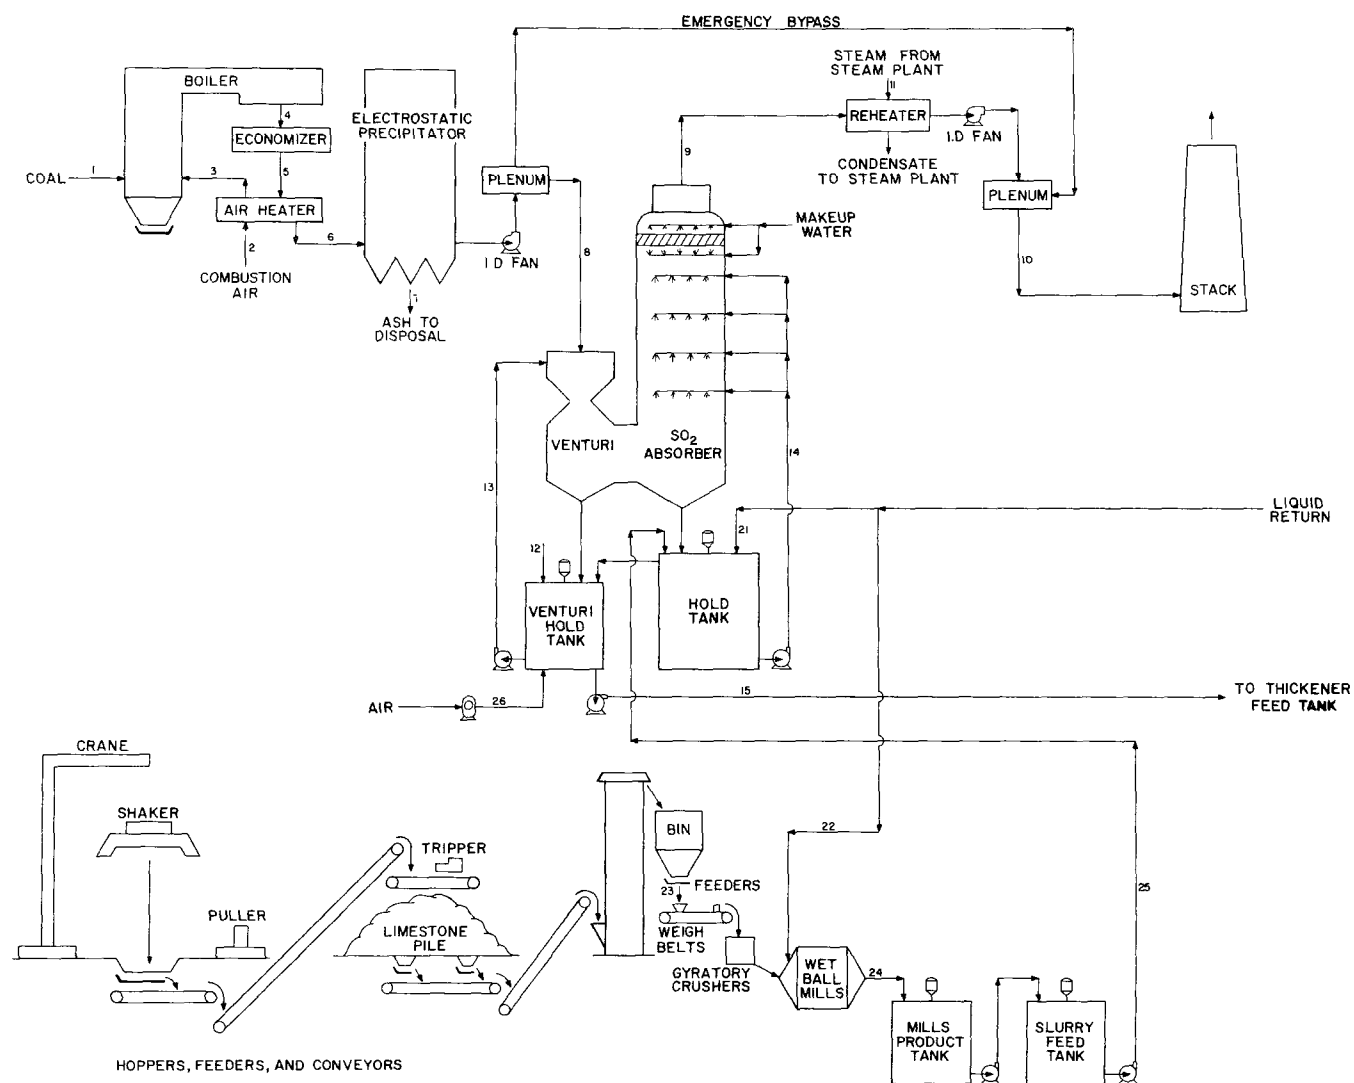 EMERGENCY BYPASS
STEAM FROM
STEAM PLANT
11
BOILER
4
ECONOMIZER
ELECTROSTATIC
PRECIPITATOR
REHEATER
I.D FAN
9
CONDENSATE
TO STEAM PLANT
COAL
1
3
5
PLENUM
PLENUM
AIR HEATER
2
6
COMBUSTION
AIR
I D FAN
8
MAKEUP
WATER
10
STACK
7
ASH TO
DISPOSAL
VENTURI
SO2
ABSORBER
14
13
LIQUID
RETURN
21
12
VENTURI
HOLD
TANK
HOLD
TANK
AIR
26
15
TO THICKENER
FEED TANK
CRANE
SHAKER
TRIPPER
BIN
22
23
FEEDERS
25
PULLER
LIMESTONE
PILE
WEIGH
BELTS
GYRATORY
CRUSHERS
WET
BALL
MILLS
24
MILLS
PRODUCT
TANK
SLURRY
FEED
TANK
HOPPERS, FEEDERS, AND CONVEYORS